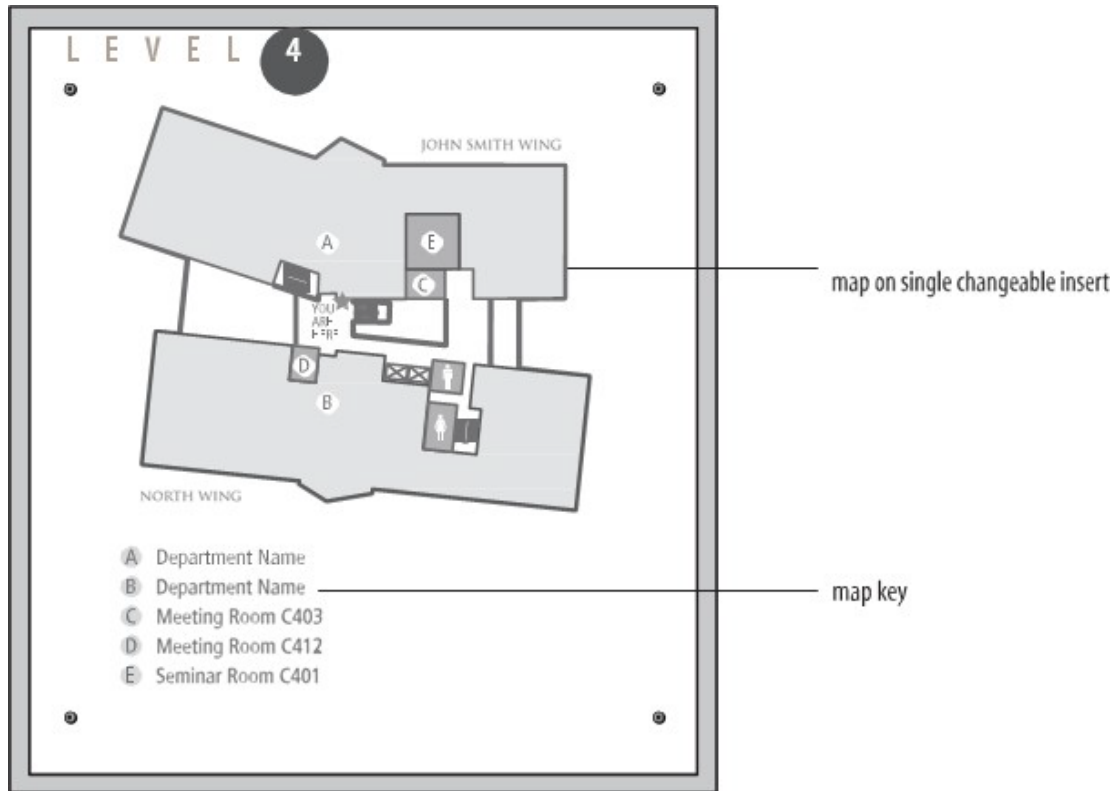 LEVEL 4
JOHN SMITH WING
A
E
C
YOU
ARE
HERE
D
B
NORTH WING
A Department Name
B Department Name
C Meeting Room C403
D Meeting Room C412
E Seminar Room C401
map on single changeable insert
map key